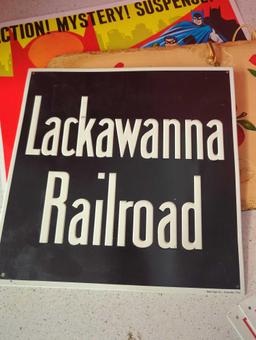 CTION! MYSTERY! SUSPENSE
Lackawanna
Railroad